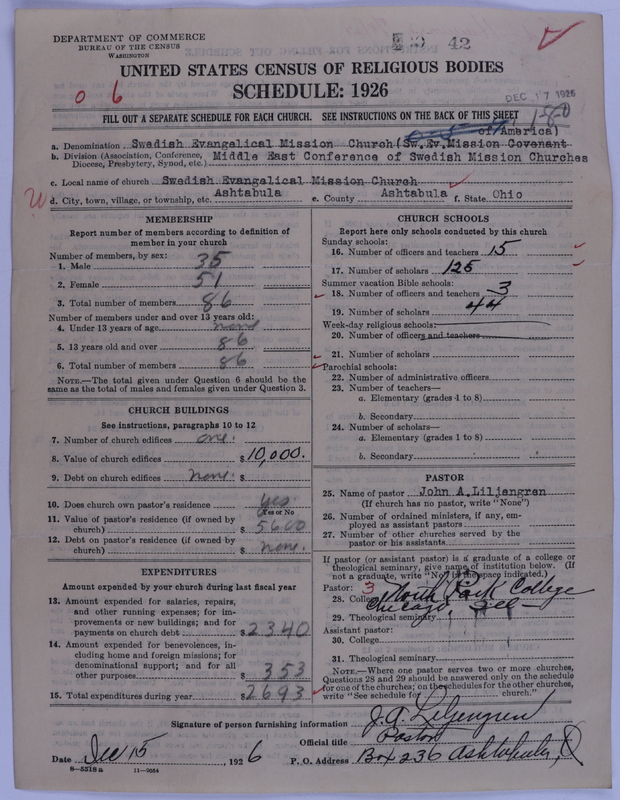 DEPARTMENT OF COMMERCE
BUREAU OF THE CENSUS
WASHINGTON
42
UNITED STATES CENSUS OF RELIGIOUS BODIES
SCHEDULE: 1926
0 6
DEC 17 1926
FILL OUT A SEPARATE SCHEDULE FOR EACH CHURCH. SEE INSTRUCTIONS ON THE BACK OF THIS SHEET
of America)
a. Denomination Swedish Evangelical Mission Church(Sw.Ev.Mission Covenant
b. Division (Association, Conference, Diocese, Presbytery, Synod, etc.) Middle East Conference of Swedish Mission Churches
c. Local name of church Swedish Evangelical Mission Church
d. City, town, village, or township, etc. Ashtabula e. County Ashtabula f. State Ohio
MEMBERSHIP
Report number of members according to definition of
member in your church
Number of members, by sex:
1. Male 35
2. Female 51
3. Total number of members 86
Number of members under and over 13 years old:
4. Under 13 years of age none
5. 13 years old and over 86
6. Total number of members 86
NOTE.—The total given under Question 6 should be the
same as the total of males and females given under Question 3.
CHURCH BUILDINGS
See instructions, paragraphs 10 to 12
7. Number of church edifices one.
8. Value of church edifices $10,000.
9. Debt on church edifices none. $
10. Does church own pastor's residence yes
(Yes or No)
11. Value of pastor's residence (if owned by
church) $ 5600
12. Debt on pastor's residence (if owned by
church) $ none.
EXPENDITURES
Amount expended by your church during last fiscal year
13. Amount expended for salaries, repairs,
and other running expenses; for im-
provements or new buildings; and for
payments on church debt $2340
14. Amount expended for benevolences, in-
cluding home and foreign missions; for
denominational support; and for all
other purposes $ 353
15. Total expenditures during year $2693
CHURCH SCHOOLS
Report here only schools conducted by this church
Sunday schools:
16. Number of officers and teachers 15
17. Number of scholars 125
Summer vacation Bible schools:
18. Number of officers and teachers 3
19. Number of scholars 44
Week-day religious schools:
20. Number of officers and teachers
21. Number of scholars
Parochial schools:
22. Number of administrative officers
23. Number of teachers—
a. Elementary (grades 1 to 8)
b. Secondary
24. Number of scholars—
a. Elementary (grades 1 to 8)
b. Secondary
PASTOR
25. Name of pastor John A.Liljengren
(If church has no pastor, write "None")
26. Number of ordained ministers, if any, em-
ployed as assistant pastors
27. Number of other churches served by the
pastor or his assistants
If pastor (or assistant pastor) is a graduate of a college or
theological seminary, give name of institution below. (If
not a graduate, write "No" in the space indicated.)
Pastor: 3
28. College North Park College
Chicago Ill
29. Theological seminary
Assistant pastor:
30. College
31. Theological seminary
NOTE.—Where one pastor serves two or more churches,
Questions 28 and 29 should be answered only on the schedule
for one of the churches; on the schedules for the other churches,
write "See schedule for church."
Signature of person furnishing information J.A. Liljengren
Official title Pastor
Date Dec 15, 1926 P. O. Address Box 236 Ashtabula, O
8-5518 a 11-9654